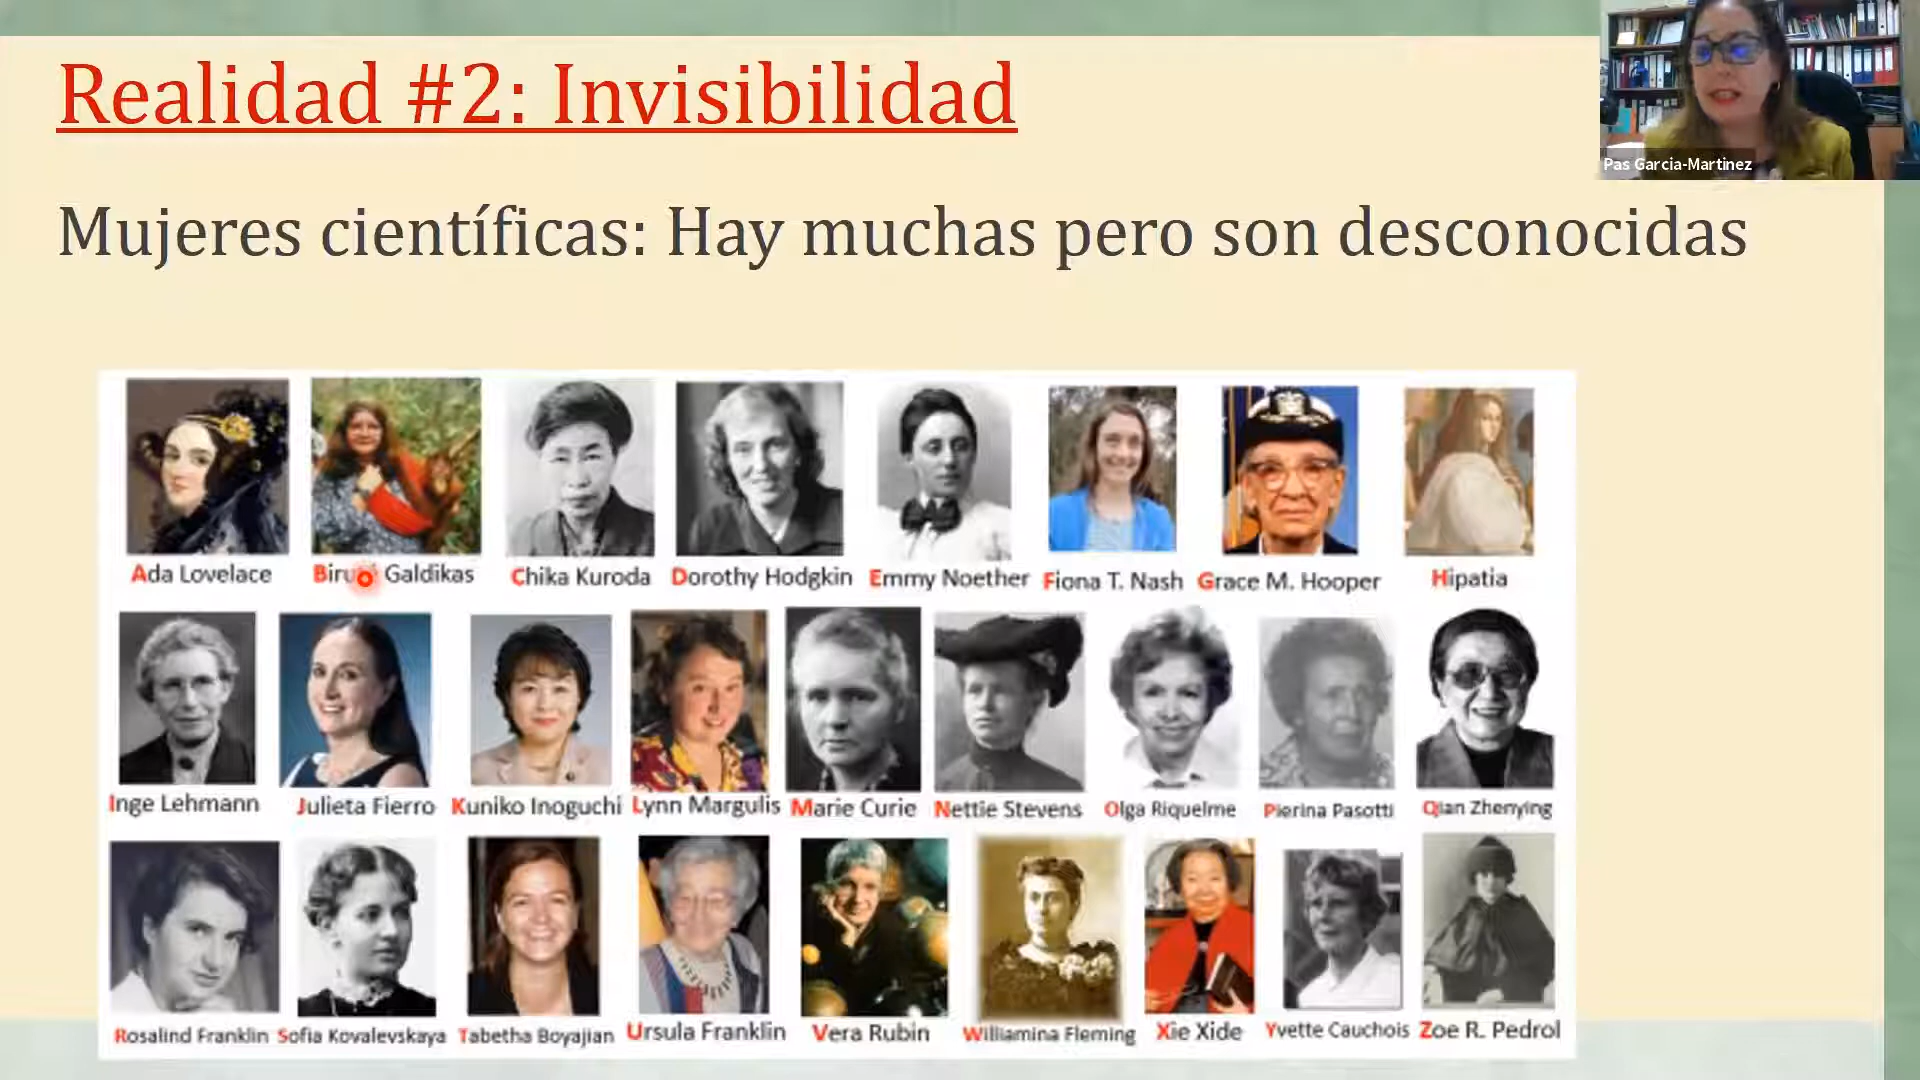 Realidad #2: Invisibilidad
Pas Garcia-Martinez
Mujeres científicas: Hay muchas pero son desconocidas
Ada Lovelace
Galdikas
Chika Kuroda
Dorothy Hodgkin
Emmy Noether
Fiona T. Nash
Grace M. Hooper
Hipatia
Inge Lehmann
Julieta Fierro
Kuniko Inoguchi
Lynn Margulis
Marie Curie
Nettie Stevens
Olga Riquelme
Pierina Pasotti
Qian Zhenying
Rosalind Franklin
Sofia Kovalevskaya
Tabetha Boyajian
Ursula Franklin
Vera Rubin
Williamina Fleming
Xie Xide
Yvette Cauchois
Zoe R. Pedrol